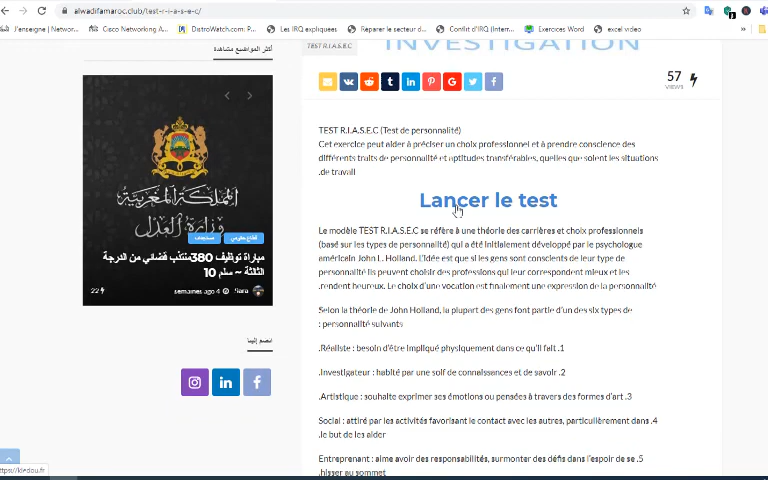 alwadifamaroc.club/test-r-i-a-s-e-c/
J'enseigne | Networ...
Cisco Networking A...
DistroWatch.com: P...
Les IRQ expliquees
Réparer le secteur d...
Conflit d'IRQ (Interr...
Exercices Word
excel video
أكثر المواضيع مشاهدة
المملكة المغربية
وزارة العدل
قطاع حكومي
مستجدات
مباراة توظيف 380منتدب قضائي من الدرجة
الثالثة ~ سلم 10
22
semaines ago 4
Sara
انضم إلينا
https://kledou.fr
TEST R.I.A.S.E.C
INVESTIGATION
57
VIEWS
TEST R.I.A.S.E.C (Test de personnalité)
Cet exercice peut aider à préciser un choix professionnel et à prendre conscience des
différents traits de personnalité et aptitudes transférables, quelles que soient les situations
.de travail
Lancer le test
Le modèle TEST R.I.A.S.E.C se réfère à une théorie des carrières et choix professionnels
(basé sur les types de personnalité) qui a été initialement développé par le psychologue
américain John L. Holland. L'idée est que si les gens sont conscients de leur type de
personnalité ils peuvent choisir des professions qui leur correspondent mieux et les
.rendent heureux. Le choix d'une vocation est finalement une expression de la personnalité
Selon la théorie de John Holland, la plupart des gens font partie d'un des six types de
: personnalité suivants
.Réaliste : besoin d'être impliqué physiquement dans ce qu'il fait .1
.Investigateur : habité par une soif de connaissances et de savoir .2
.Artistique : souhaite exprimer ses émotions ou pensées à travers des formes d'art .3
Social : attiré par les activités favorisant le contact avec les autres, particulièrement dans .4
.le but de les aider
Entreprenant : aime avoir des responsabilités, surmonter des défis dans l'espoir de se .5
.hisser au sommet